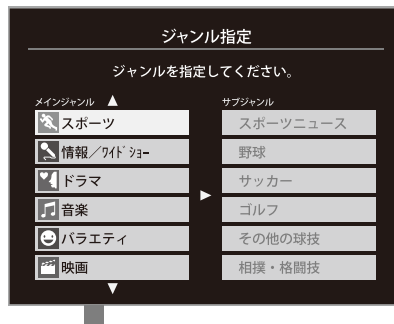 ジャンル指定
ジャンルを指定してください。
メインジャンル
スポーツ
情報／ﾜｲﾄﾞｼｮｰ
ドラマ
音楽
バラエティ
映画
サブジャンル
スポーツニュース
野球
サッカー
ゴルフ
その他の球技
相撲・格闘技